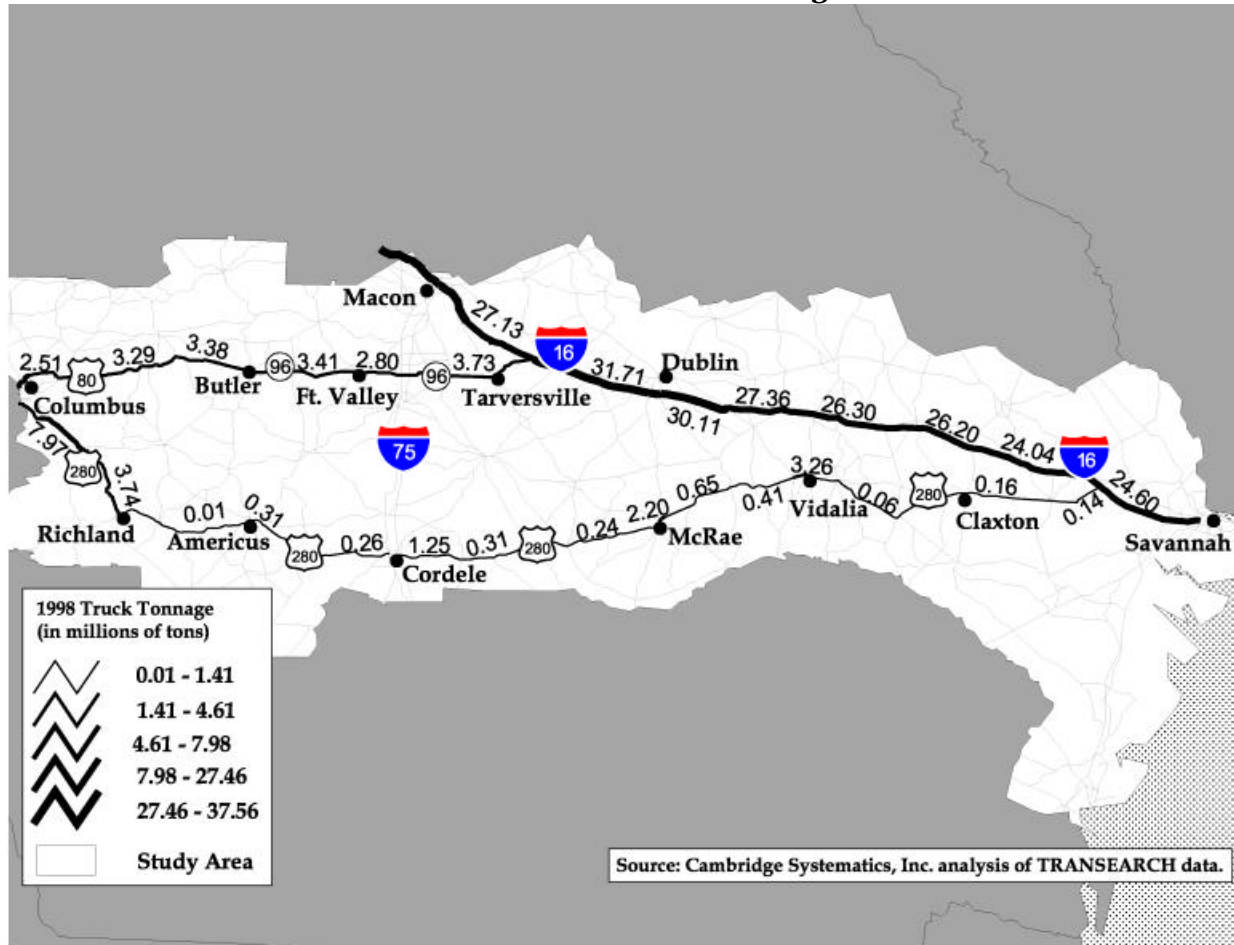 Macon
27.13
16
31.71
Dublin
30.11
27.36
26.30
26.20
24.04
16
24.60
Savannah
2.51
80
3.29
3.38
96
3.41
2.80
96
3.73
Columbus
Butler
Ft. Valley
Tarversville
75
7.97
280
3.74
Richland
0.01
Americus
0.31
280
0.26
Cordele
1.25
0.31
280
0.24
2.20
McRae
0.65
0.41
3.26
Vidalia
0.06
280
0.16
Claxton
0.14
1998 Truck Tonnage
(in millions of tons)
0.01 - 1.41
1.41 - 4.61
4.61 - 7.98
7.98 - 27.46
27.46 - 37.56
Study Area
Source: Cambridge Systematics, Inc. analysis of TRANSEARCH data.